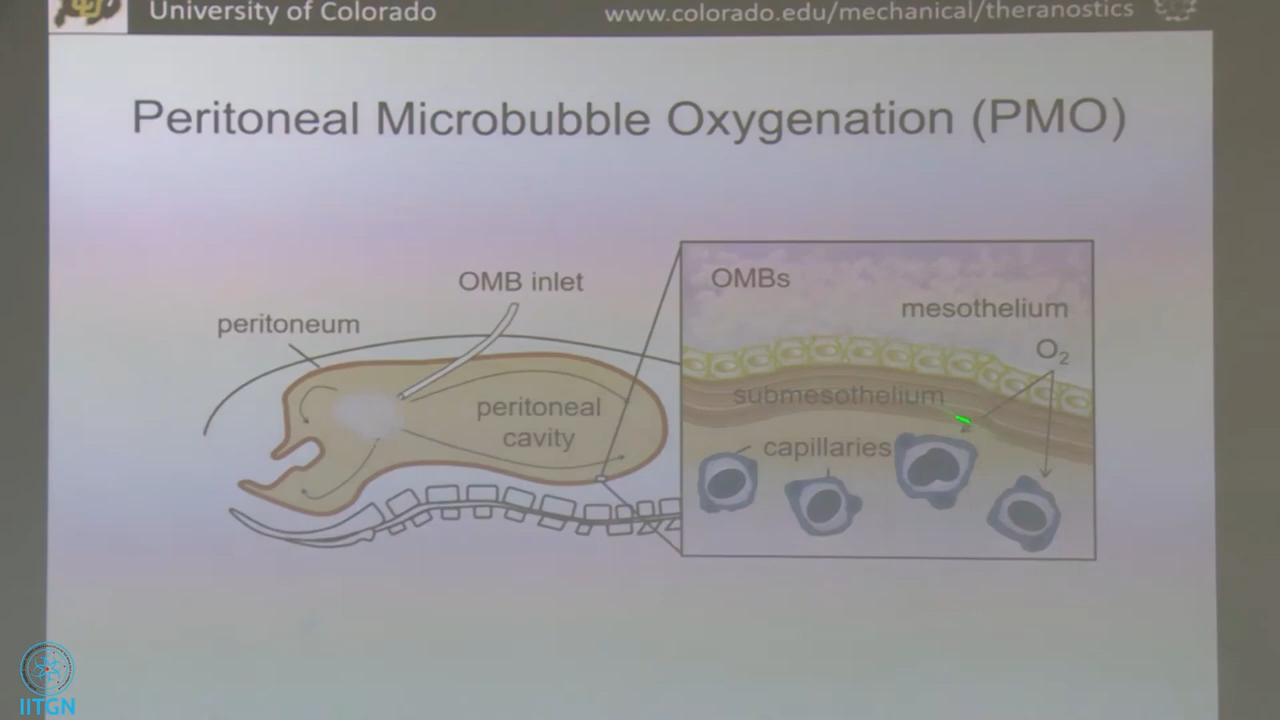 University of Colorado
www.colorado.edu/mechanical/theranostics
Peritoneal Microbubble Oxygenation (PMO)
OMB inlet
peritoneum
peritoneal
cavity
OMBs
mesothelium
O₂
submesothelium
capillaries
IITGN